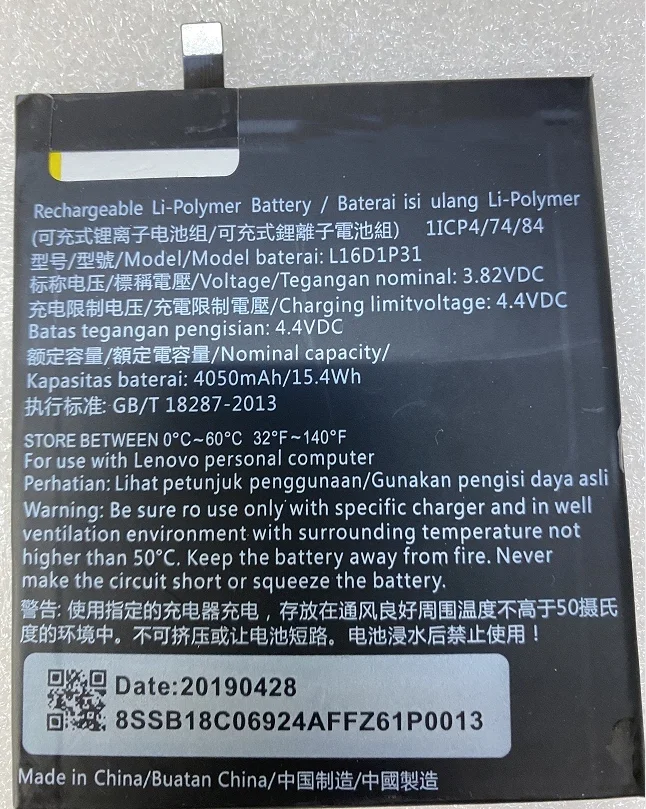 Rechargeable Li-Polymer Battery / Baterai isi ulang Li-Polymer
(可充式锂离子电池组/可充式鋰離子電池組) 1ICP4/74/84
型号/型號/Model/Model baterai: L16D1P31
标称电压/標稱電壓/Voltage/Tegangan nominal: 3.82VDC
充电限制电压/充電限制電壓/Charging limitvoltage: 4.4VDC
Batas tegangan pengisian: 4.4VDC
额定容量/額定電容量/Nominal capacity/
Kapasitas baterai: 4050mAh/15.4Wh
执行标准: GB/T 18287-2013
STORE BETWEEN 0°C~60°C 32°F~140°F
For use with Lenovo personal computer
Perhatian: Lihat petunjuk penggunaan/Gunakan pengisi daya asli
Warning: Be sure ro use only with specific charger and in well
ventilation environment with surrounding temperature not
higher than 50°C. Keep the battery away from fire. Never
make the circuit short or squeeze the battery.
警告: 使用指定的充电器充电，存放在通风良好周围温度不高于50摄氏
度的环境中。不可挤压或让电池短路。电池浸水后禁止使用！
Date:20190428
8SSB18C06924AFFZ61P0013
Made in China/Buatan China/中国制造/中國製造